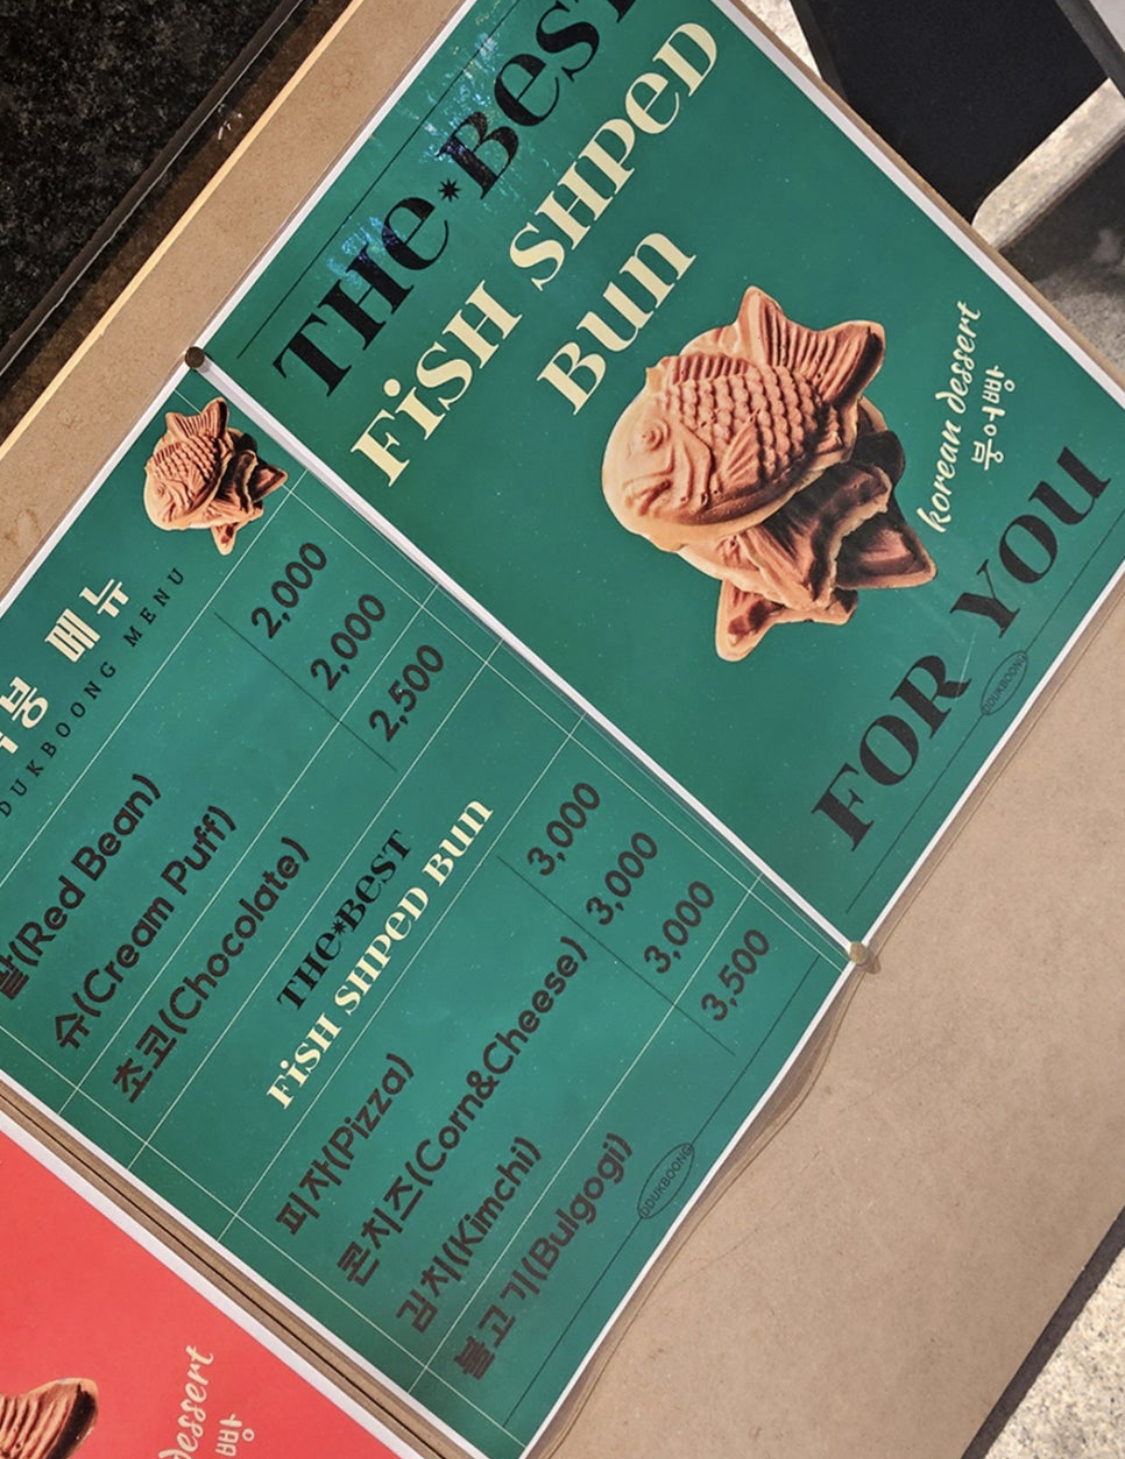 THE*BEST
FiSH SHPED
BUN
korean dessert
붕어빵
FOR YOU
DDUKBOONG
붕 메뉴
DUKBOONG MENU
팥(Red Bean) 2,000
슈(Cream Puff) 2,000
초코(Chocolate) 2,500
THE*BEST
FiSH SHPED BUN
피자(Pizza) 3,000
콘치즈(Corn&Cheese) 3,000
김치(Kimchi) 3,000
불고기(Bulgogi) 3,500
DDUKBOONG
dessert